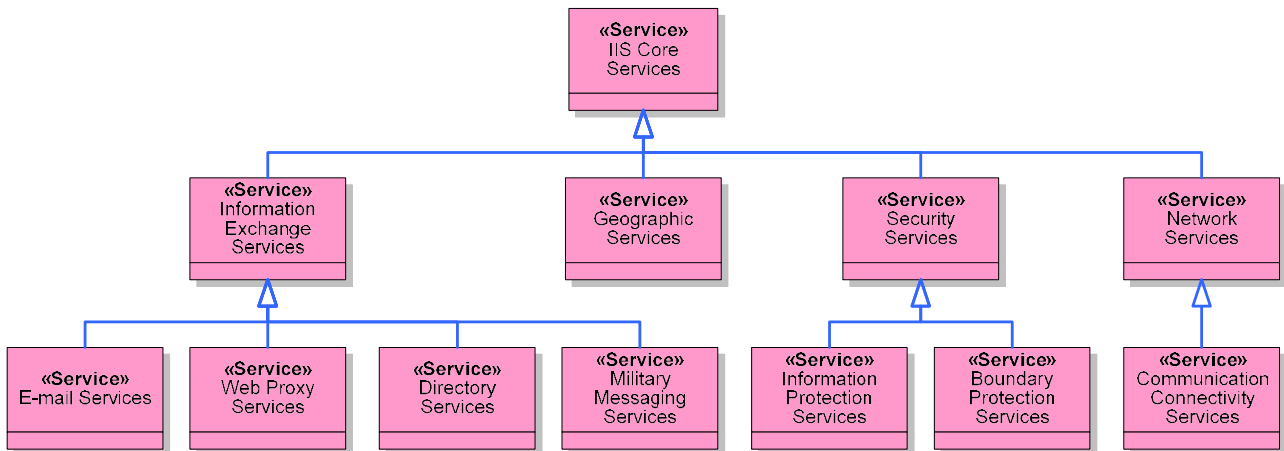 «Service»
IIS Core
Services
«Service»
Information
Exchange
Services
«Service»
Geographic
Services
«Service»
Security
Services
«Service»
Network
Services
«Service»
E-mail Services
«Service»
Web Proxy
Services
«Service»
Directory
Services
«Service»
Military
Messaging
Services
«Service»
Information
Protection
Services
«Service»
Boundary
Protection
Services
«Service»
Communication
Connectivity
Services